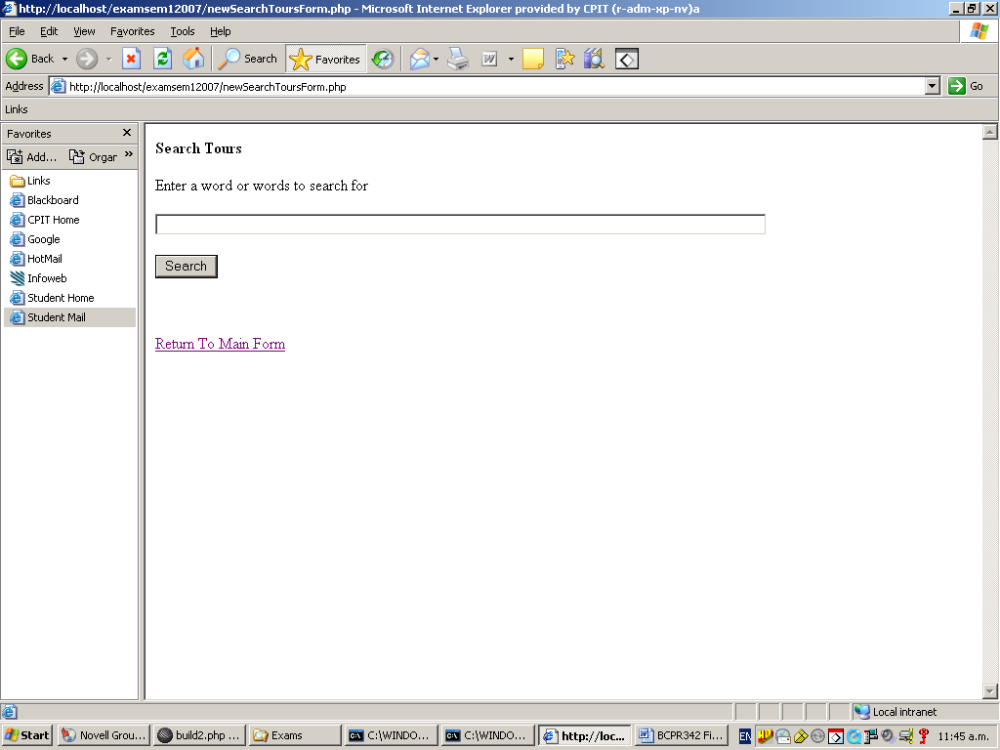 http://localhost/examsem12007/newSearchToursForm.php - Microsoft Internet Explorer provided by CPIT (r-adm-xp-nv)a
File Edit View Favorites Tools Help
Back Search Favorites
Address http://localhost/examsem12007/newSearchToursForm.php Go
Links
Favorites
Add... Organ »
Links
Blackboard
CPIT Home
Google
HotMail
Infoweb
Student Home
Student Mail
Search Tours
Enter a word or words to search for
Search
Return To Main Form
Local intranet
Start Novell Grou... build2.php ... Exams C:\WINDO... C:\WINDO... http://loc... BCPR342 Fi... EN 11:45 a.m.